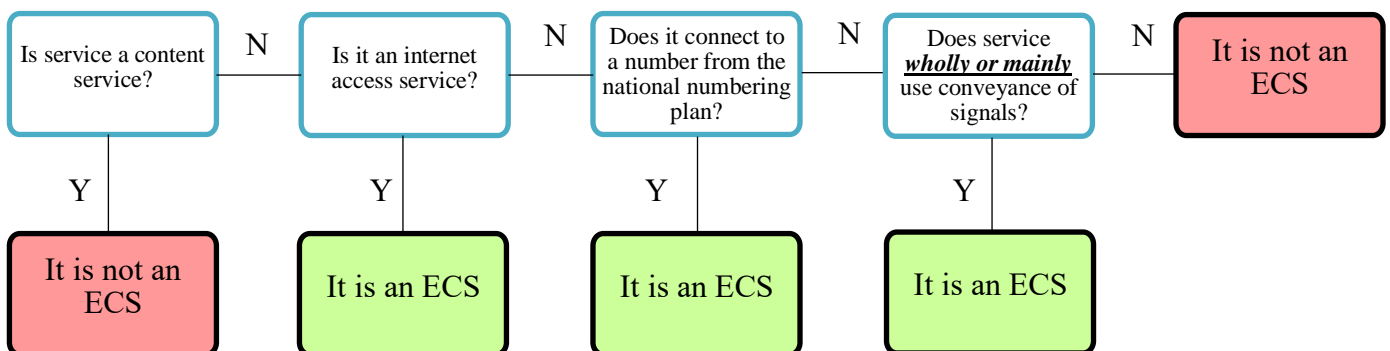 Is service a content
service?
N
Is it an internet
access service?
N
Does it connect to
a number from the
national numbering
plan?
N
Does service
wholly or mainly
use conveyance of
signals?
N
It is not an
ECS
Y
Y
Y
Y
It is not an
ECS
It is an ECS
It is an ECS
It is an ECS